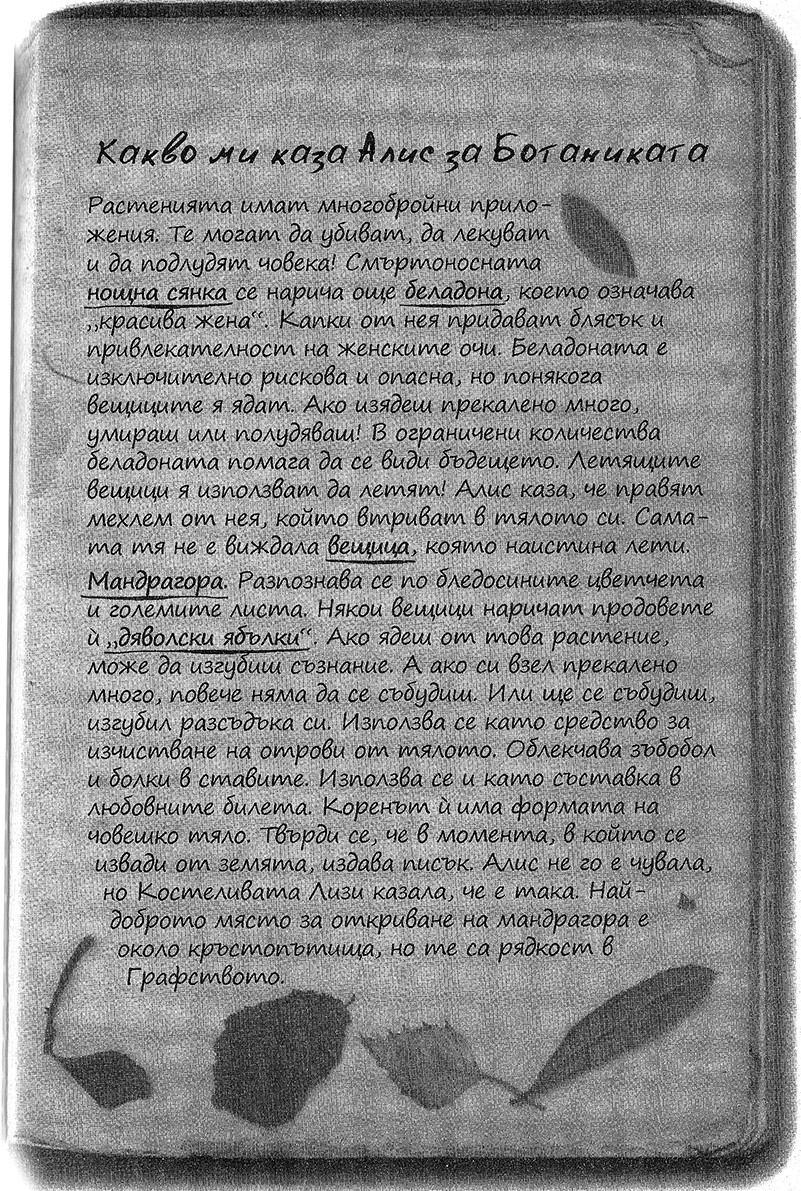 Какво ми каза Алис за Ботаниката
Растенията имат многобройни прило-
жения. Те могат да убиват, да лекуват
и да подлудят човека! Смъртоносната
нощна сянка се нарича още беладона, което означава
„красива жена“. Капки от нея придават блясък и
привлекателност на женските очи. Беладоната е
изключително рискова и опасна, но понякога
вещиците я ядат. Ако изядеш прекалено много,
умираш или полудяваш! В ограничени количества
беладоната помага да се види бъдещето. Летящите
вещици я използват да летят! Алис каза, че правят
мехлем от нея, който втриват в тялото си. Сама-
та тя не е виждала вещица, която наистина лети.
Мандрагора. Разпознава се по бледосините цветчета
и големите листа. Някои вещици наричат продовете
ѝ „дяволски ябълки“. Ако ядеш от това растение,
може да изгубиш съзнание. А ако си взел прекалено
много, повече няма да се събудиш. Или ще се събудиш,
изгубил разсъдъка си. Използва се като средство за
изчистване на отрови от тялото. Облекчава зъбобол
и болки в ставите. Използва се и като съставка в
любовните билета. Коренът ѝ има формата на
човешко тяло. Твърди се, че в момента, в който се
извади от земята, издава писък. Алис не го е чувала,
но Костеливата Лизи казала, че е така. Най-
доброто място за откриване на мандрагора е
около кръстопътища, но те са рядкост в
Графството.